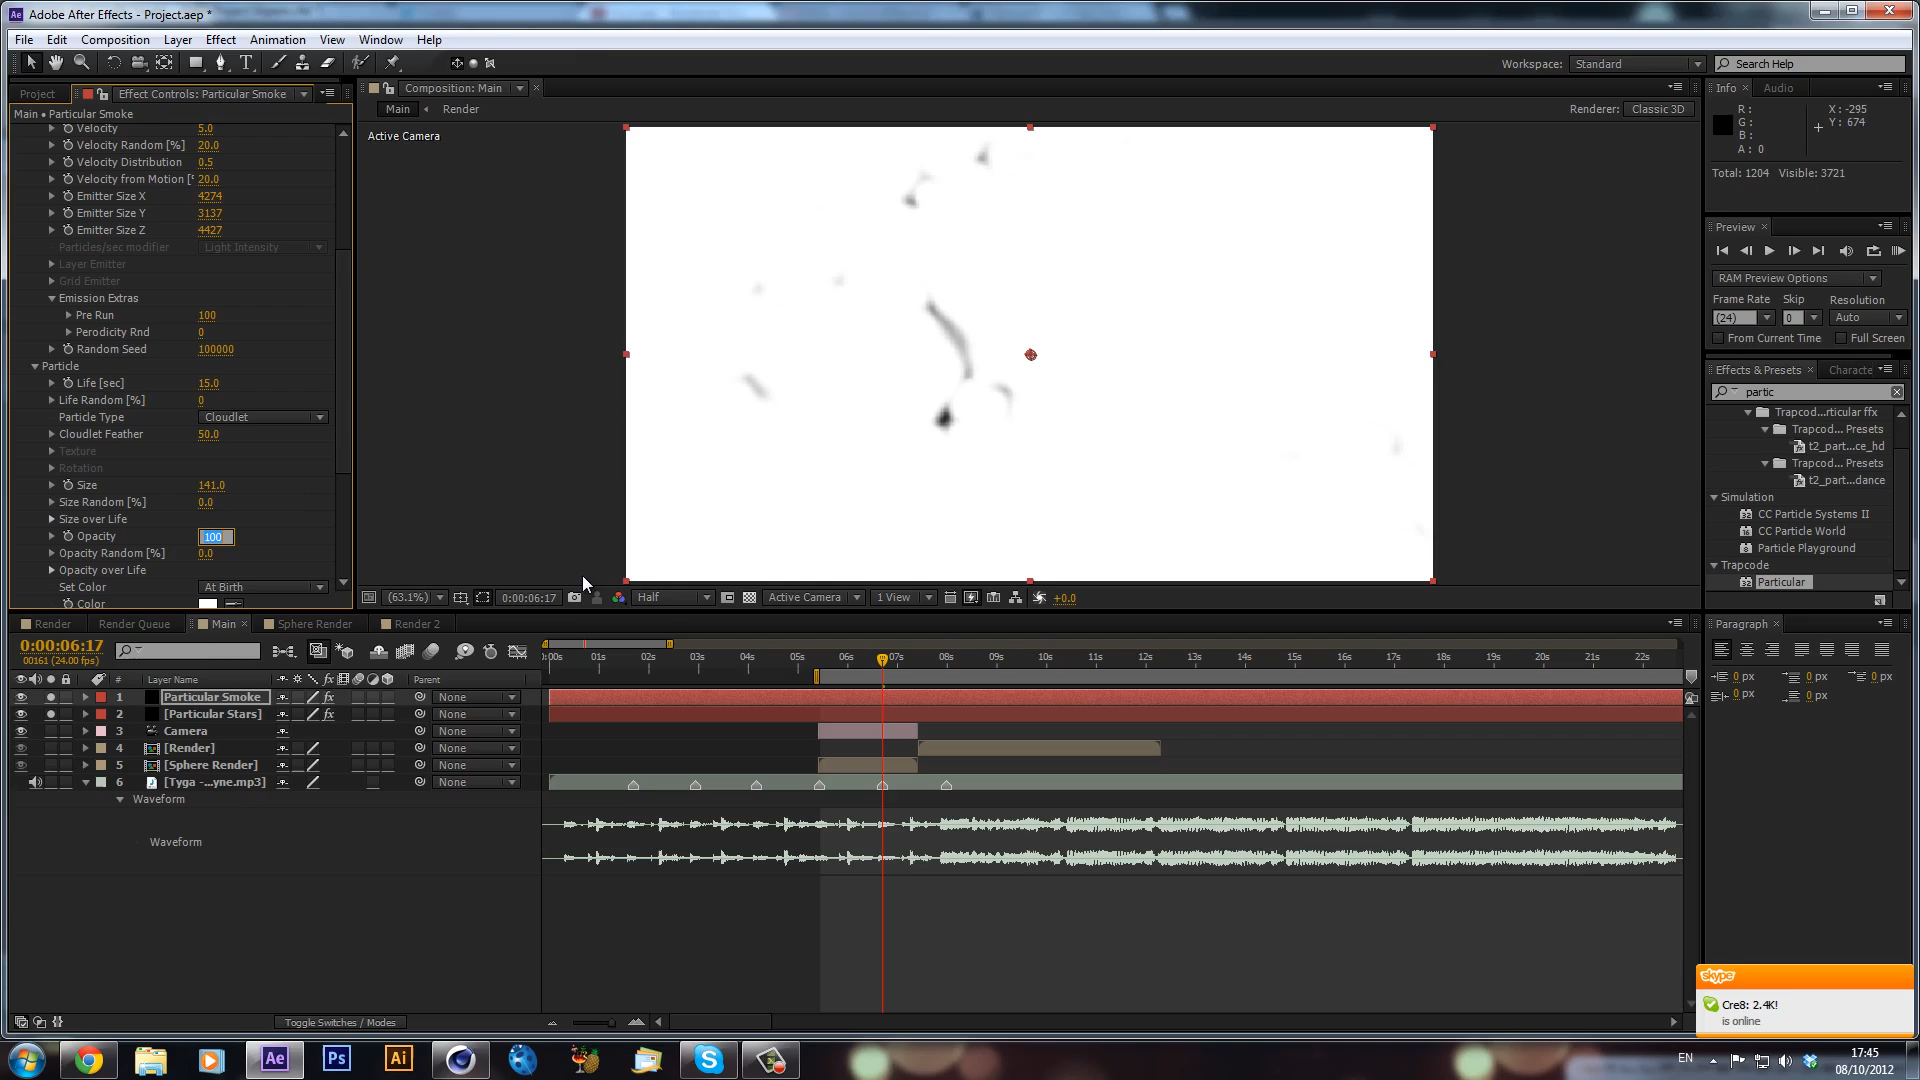 Adobe After Effects - Project.aep *
File Edit Composition Layer Effect Animation View Window Help
Workspace: Standard Search Help
Project Effect Controls: Particular Smoke
Main • Particular Smoke
Velocity 5.0
Velocity Random [%] 20.0
Velocity Distribution 0.5
Velocity from Motion [% 20.0
Emitter Size X 4274
Emitter Size Y 3137
Emitter Size Z 4427
Particles/sec modifier Light Intensity
Layer Emitter
Grid Emitter
Emission Extras
Pre Run 100
Perodicity Rnd 0
Random Seed 100000
Particle
Life [sec] 15.0
Life Random [%] 0
Particle Type Cloudlet
Cloudlet Feather 50.0
Texture
Rotation
Size 141.0
Size Random [%] 0.0
Size over Life
Opacity 100
Opacity Random [%] 0.0
Opacity over Life
Set Color At Birth
Color
Composition: Main
Main Render
Renderer: Classic 3D
Active Camera
(63.1%) 0:00:06:17 Half Active Camera 1 View +0.0
Info Audio
R: X: -295
G: Y: 674
B:
A: 0
Total: 1204 Visible: 3721
Preview
RAM Preview Options
Frame Rate Skip Resolution
(24) 0 Auto
From Current Time Full Screen
Effects & Presets Characte
partic
Trapcod...rticular ffx
Trapcod... Presets
t2_part...ce_hd
Trapcod... Presets
t2_part...dance
Simulation
CC Particle Systems II
CC Particle World
Particle Playground
Trapcode
Particular
Render Render Queue Main Sphere Render Render 2
0:00:06:17
00161 (24.00 fps)
:00s 01s 02s 03s 04s 05s 06s 07s 08s 09s 10s 11s 12s 13s 14s 15s 16s 17s 18s 19s 20s 21s 22s
# Layer Name Parent
1 Particular Smoke None
2 [Particular Stars] None
3 Camera None
4 [Render] None
5 [Sphere Render] None
6 [Tyga -...yne.mp3] None
Waveform
Waveform
Toggle Switches / Modes
Paragraph
0 px 0 px 0 px
0 px 0 px
skype
Cre8: 2.4K!
is online
Ae Ps Ai
EN
17:45
08/10/2012